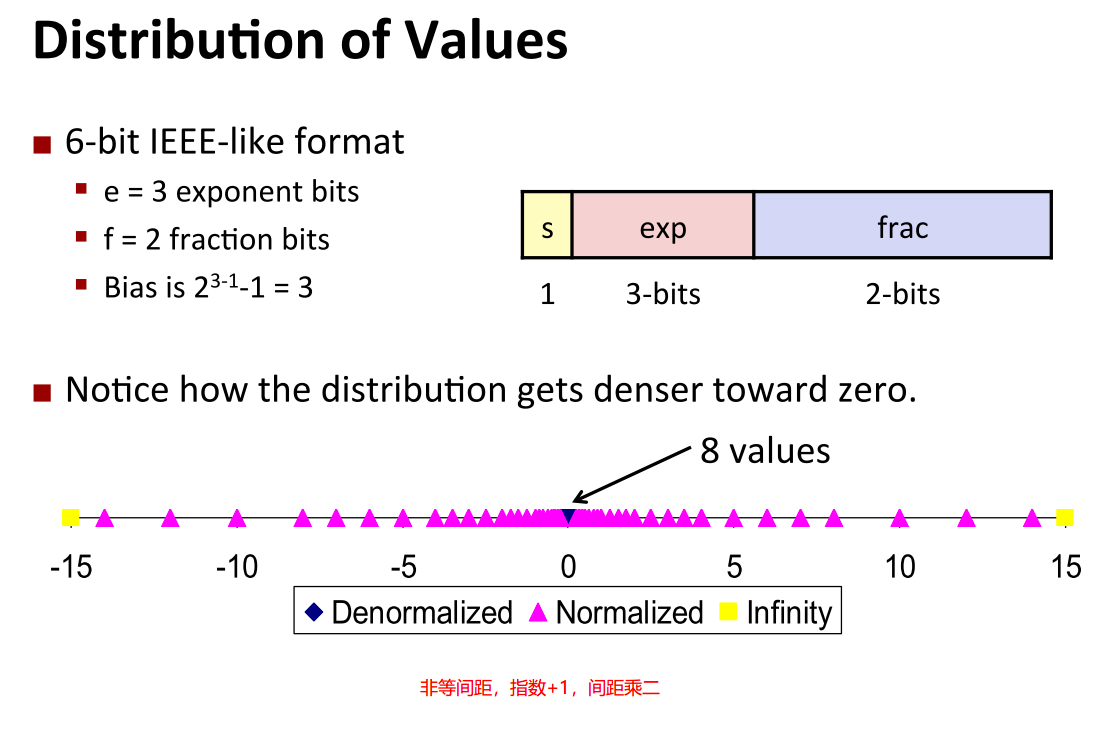 Distribution of Values
6-bit IEEE-like format
e = 3 exponent bits
f = 2 fraction bits
Bias is 2³⁻¹-1 = 3
s exp frac
1 3-bits 2-bits
Notice how the distribution gets denser toward zero.
8 values
-15 -10 -5 0 5 10 15
Denormalized Normalized Infinity
非等间距，指数+1，间距乘二